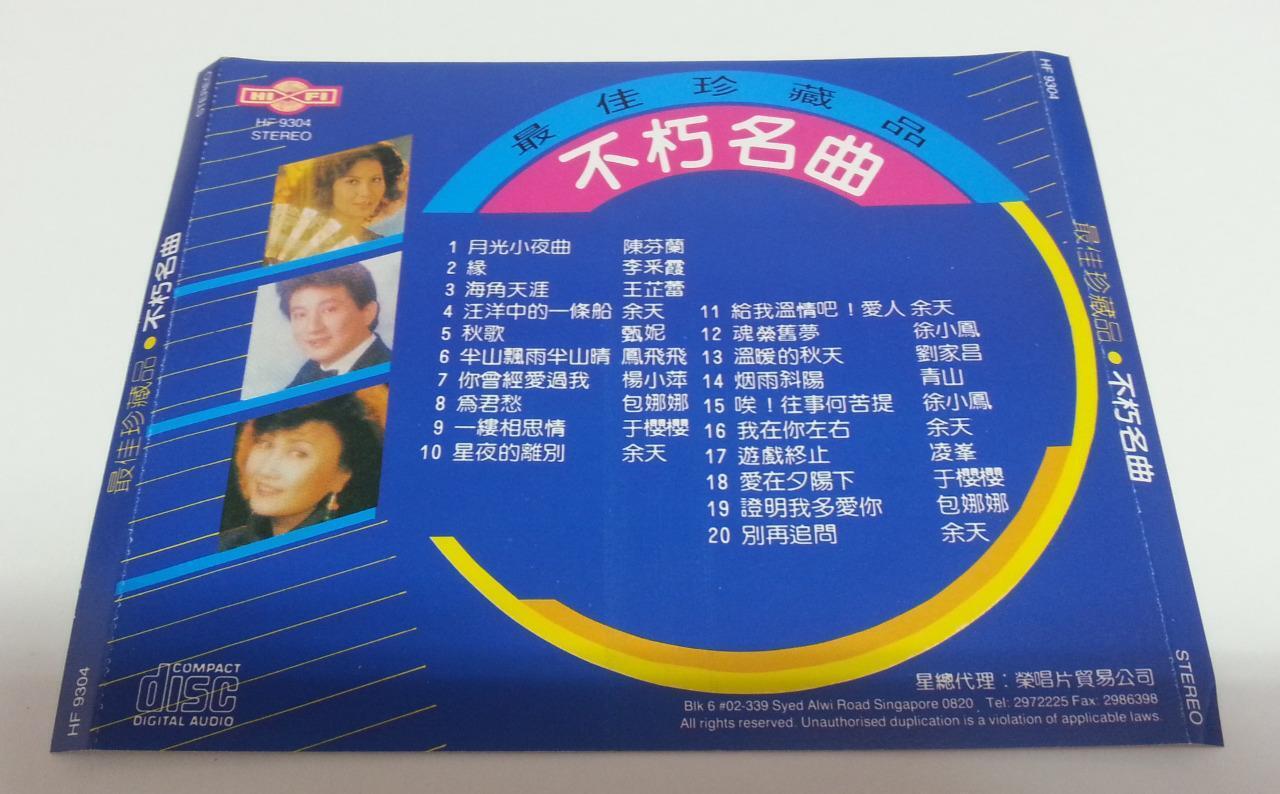 HI FI
HF 9304
STEREO
最佳珍藏品
不朽名曲
1 月光小夜曲 陳芬蘭
2 緣 李采霞
3 海角天涯 王芷蕾
4 汪洋中的一條船 余天
5 秋歌 甄妮
6 半山飄雨半山晴 鳳飛飛
7 你曾經愛過我 楊小萍
8 為君愁 包娜娜
9 一縷相思情 于櫻櫻
10 星夜的離別 余天
11 給我溫情吧！愛人 余天
12 魂縈舊夢 徐小鳳
13 溫暖的秋天 劉家昌
14 烟雨斜陽 青山
15 唉！往事何苦提 徐小鳳
16 我在你左右 余天
17 遊戲終止 凌峯
18 愛在夕陽下 于櫻櫻
19 證明我多愛你 包娜娜
20 別再追問 余天
COMPACT
disc
DIGITAL AUDIO
星總代理：榮唱片貿易公司
Blk 6 #02-339 Syed Alwi Road Singapore 0820. Tel: 2972225 Fax: 2986398
All rights reserved. Unauthorised duplication is a violation of applicable laws.
HF 9304
最佳珍藏品●不朽名曲
STEREO
HF 9304
最佳珍藏品●不朽名曲
STEREO